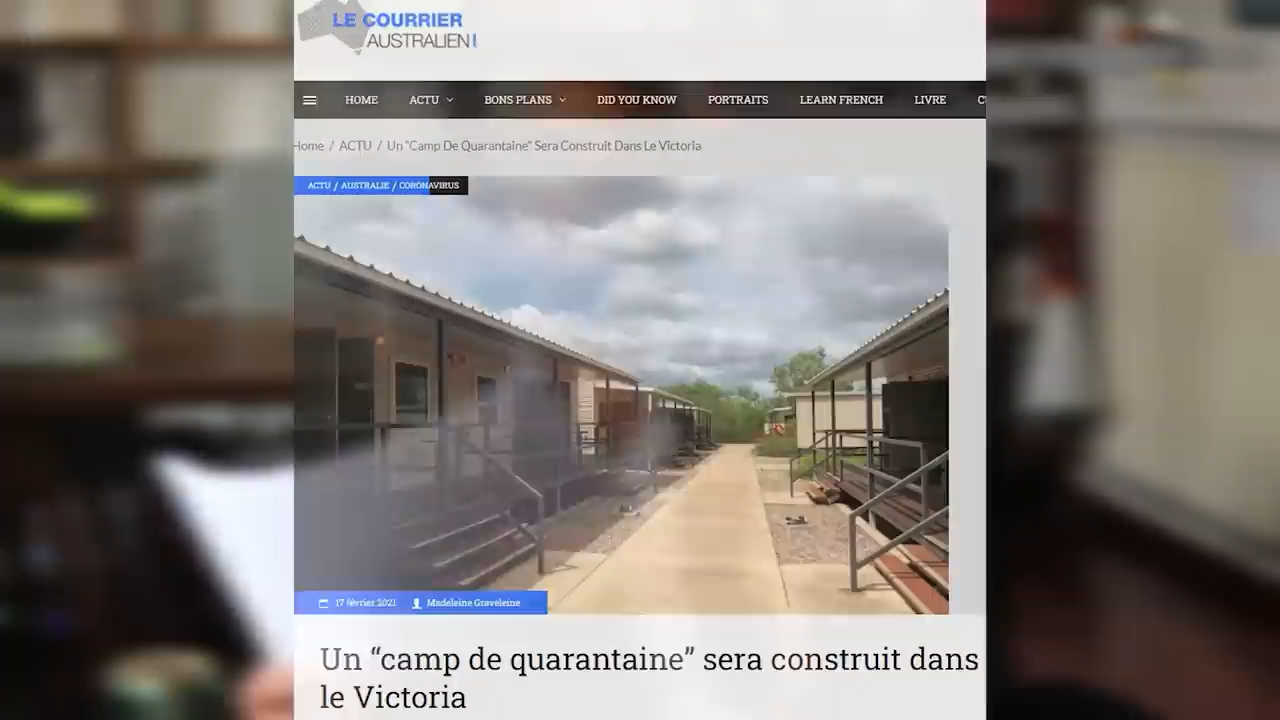 LE COURRIER
AUSTRALIEN!
HOME ACTU BONS PLANS DID YOU KNOW PORTRAITS LEARN FRENCH LIVRE
Home / ACTU / Un "Camp De Quarantaine" Sera Construit Dans Le Victoria
ACTU / AUSTRALIE / CORONAVIRUS
17 février 2021 Madeleine Graveleine
Un “camp de quarantaine” sera construit dans
le Victoria